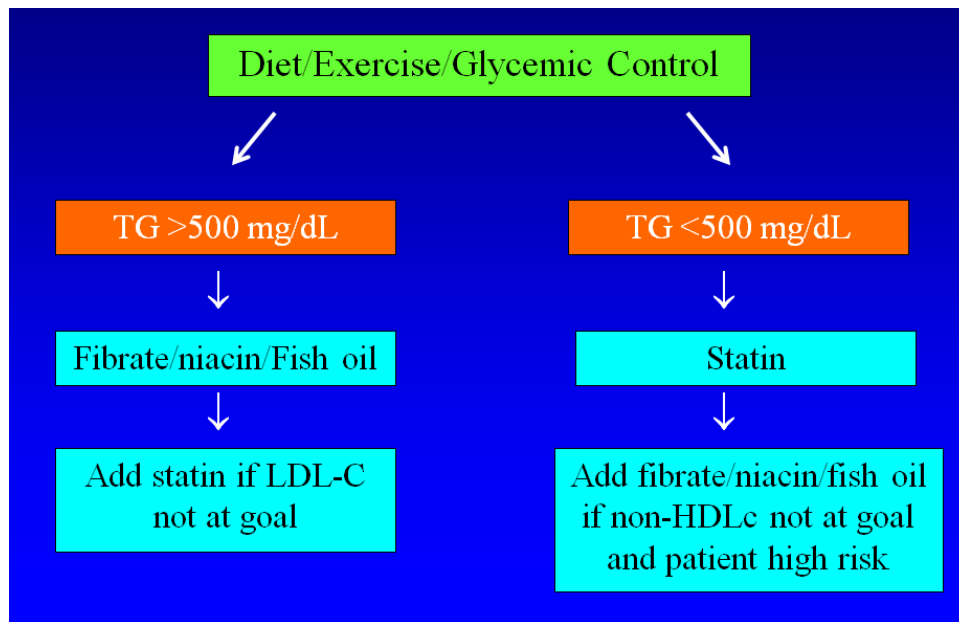 Diet/Exercise/Glycemic Control
TG >500 mg/dL
TG <500 mg/dL
Fibrate/niacin/Fish oil
Statin
Add statin if LDL-C
not at goal
Add fibrate/niacin/fish oil
if non-HDLc not at goal
and patient high risk